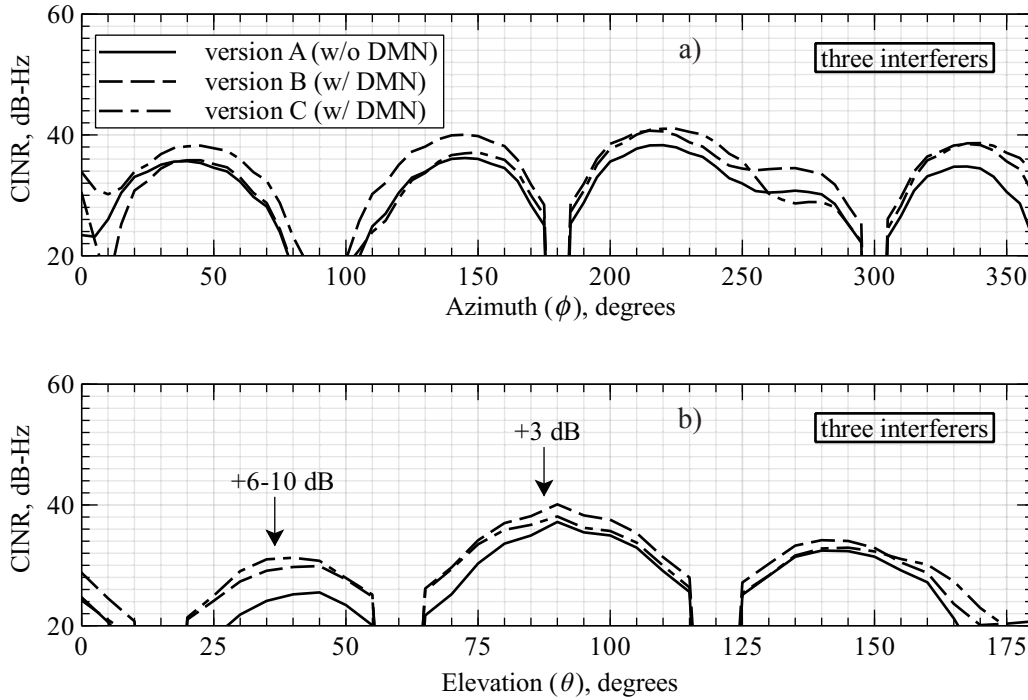 60
40
20
CINR, dB-Hz
version A (w/o DMN)
version B (w/ DMN)
version C (w/ DMN)
a)
three interferers
0 50 100 150 200 250 300 350
Azimuth (ϕ), degrees
60
40
20
CINR, dB-Hz
b)
three interferers
+3 dB
+6-10 dB
0 25 50 75 100 125 150 175
Elevation (θ), degrees